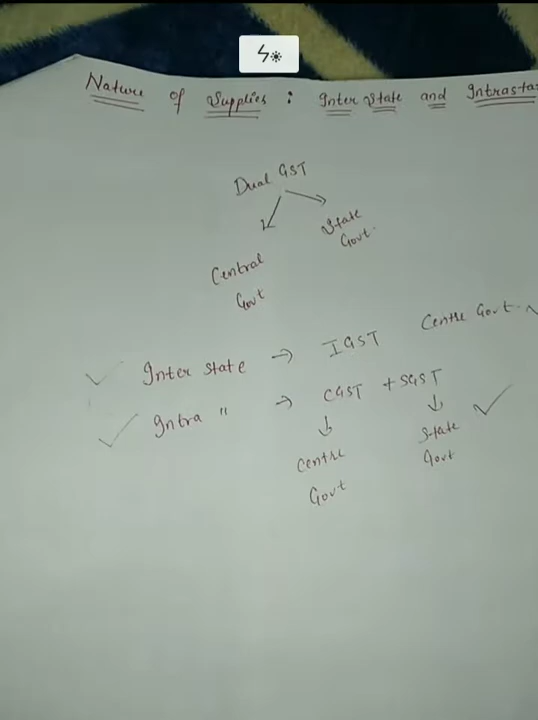 Nature of Supplies : Inter State and Intrasta
Dual GST
State
Govt.
Central
Govt
Inter state → IGST Centre Govt.
Intra " → CGST + SGST
↓ ↓
Centre State
Govt Govt